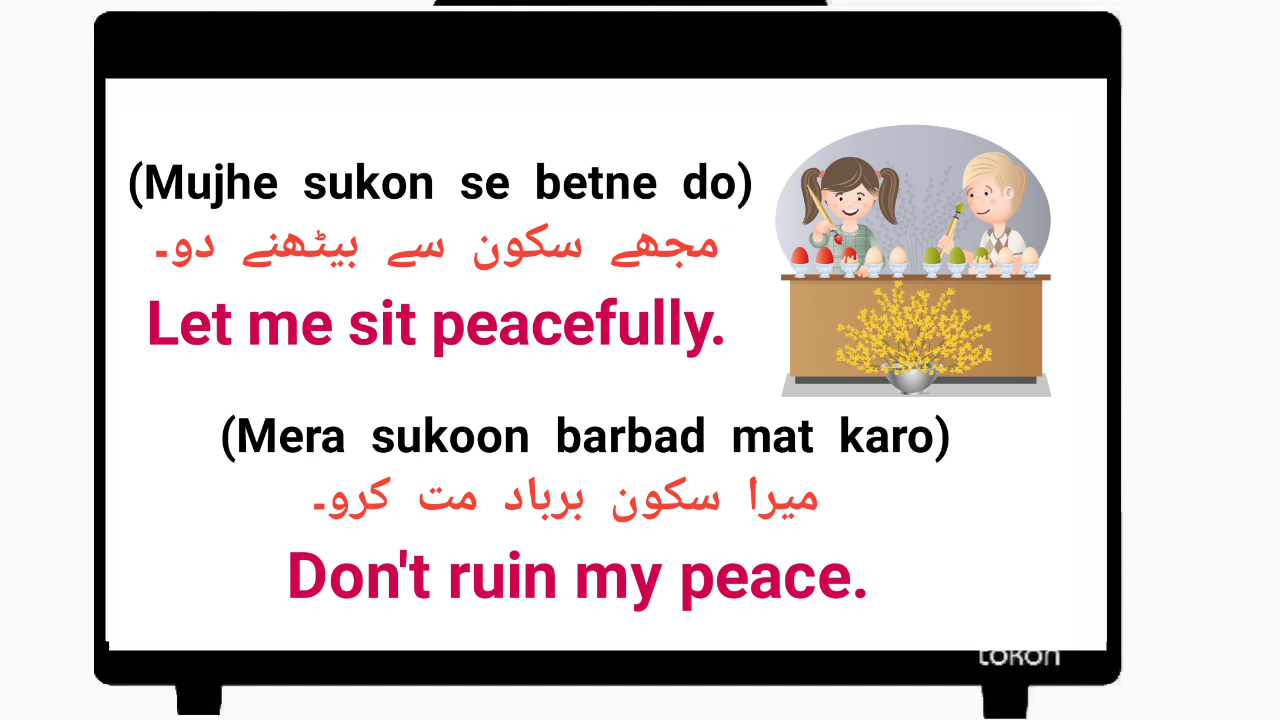 (Mujhe sukon se betne do)
مجھے سکون سے بیٹھنے دو۔
Let me sit peacefully.
(Mera sukoon barbad mat karo)
میرا سکون برباد مت کرو۔
Don't ruin my peace.